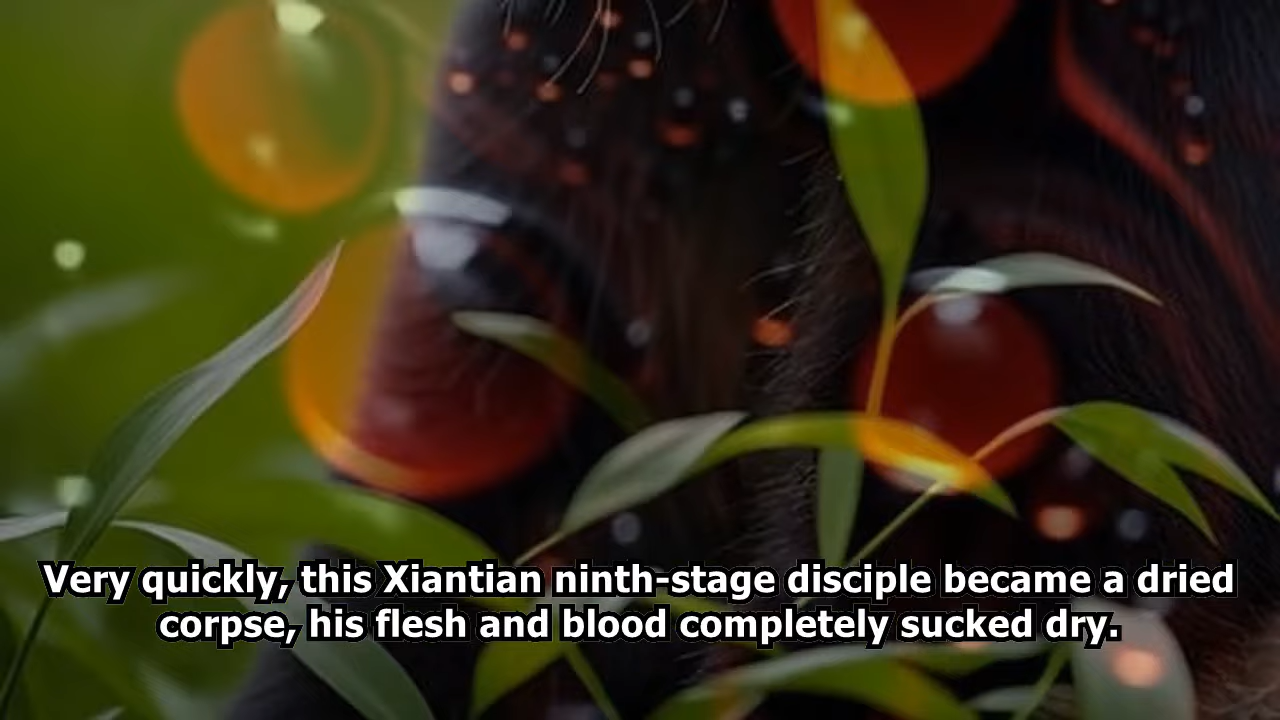 Very quickly, this Xiantian ninth-stage disciple became a dried
corpse, his flesh and blood completely sucked dry.